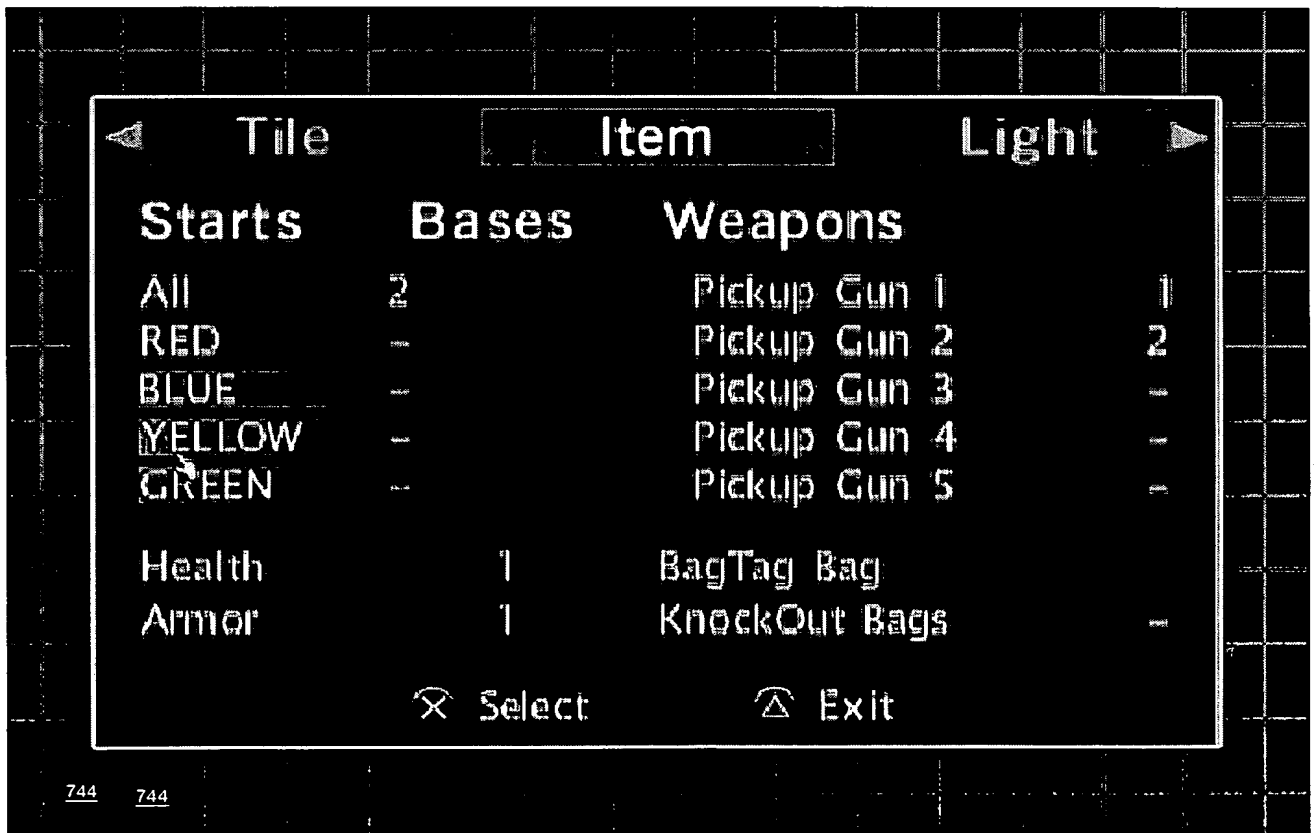 Tile Item Light
Starts Bases Weapons
All 2 Pickup Gun 1 1
RED - Pickup Gun 2 2
BLUE - Pickup Gun 3 -
YELLOW - Pickup Gun 4 -
GREEN - Pickup Gun 5 -
Health 1 BagTag Bag
Armor 1 KnockOut Bags -
Select Exit
744 744